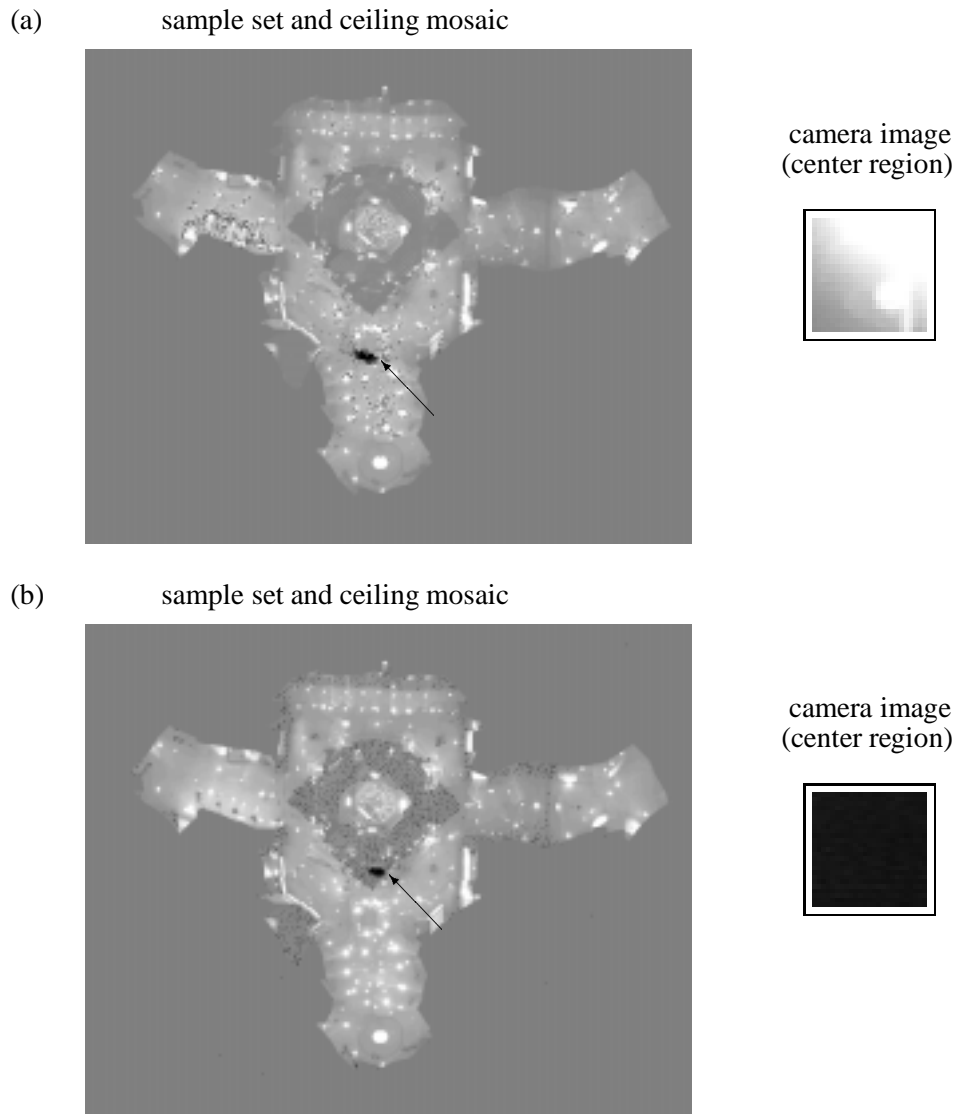 (a) sample set and ceiling mosaic
camera image
(center region)
(b) sample set and ceiling mosaic
camera image
(center region)